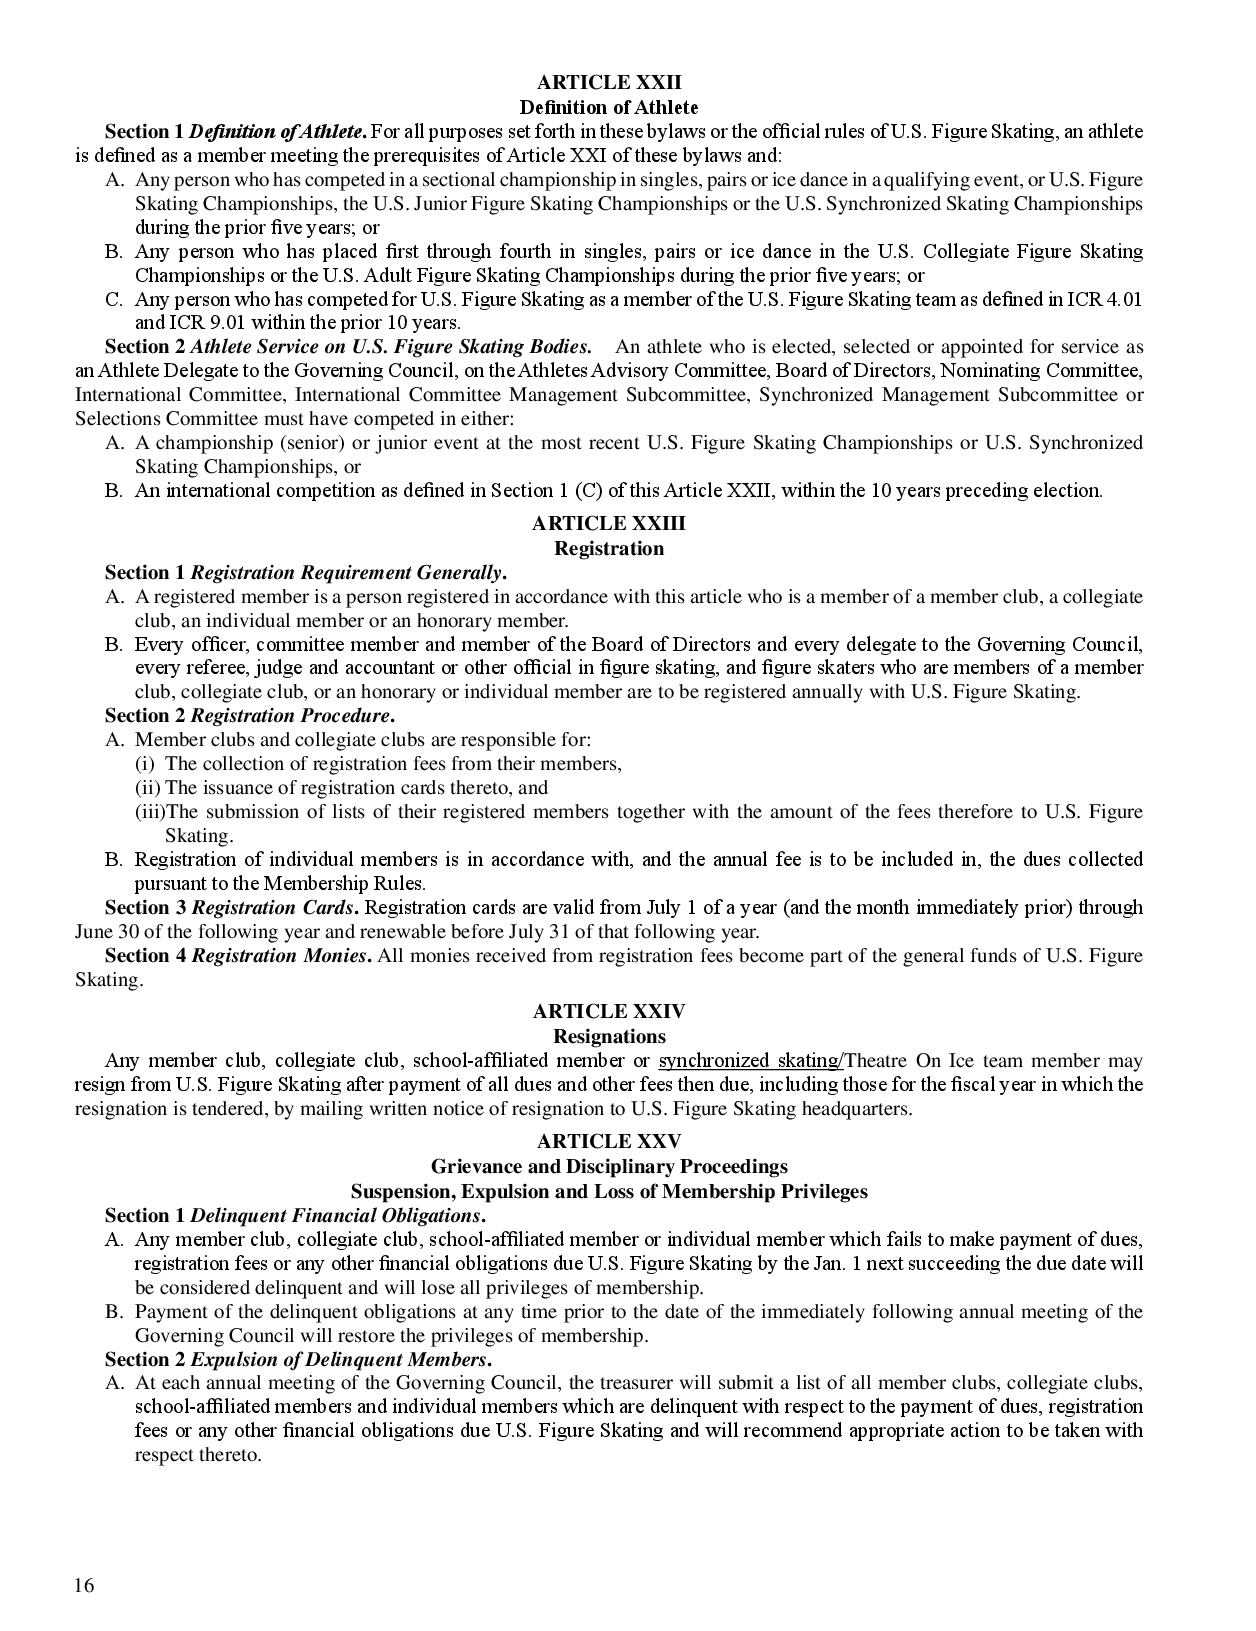 ARTICLE XXII
Definition of Athlete
Section 1 Definition of Athlete. For all purposes set forth in these bylaws or the official rules of U.S. Figure Skating, an athlete
is defined as a member meeting the prerequisites of Article XXI of these bylaws and:
A. Any person who has competed in a sectional championship in singles, pairs or ice dance in a qualifying event, or U.S. Figure
Skating Championships, the U.S. Junior Figure Skating Championships or the U.S. Synchronized Skating Championships
during the prior five years; or
B. Any person who has placed first through fourth in singles, pairs or ice dance in the U.S. Collegiate Figure Skating
Championships or the U.S. Adult Figure Skating Championships during the prior five years; or
C. Any person who has competed for U.S. Figure Skating as a member of the U.S. Figure Skating team as defined in ICR 4.01
and ICR 9.01 within the prior 10 years.
Section 2 Athlete Service on U.S. Figure Skating Bodies. An athlete who is elected, selected or appointed for service as
an Athlete Delegate to the Governing Council, on the Athletes Advisory Committee, Board of Directors, Nominating Committee,
International Committee, International Committee Management Subcommittee, Synchronized Management Subcommittee or
Selections Committee must have competed in either:
A. A championship (senior) or junior event at the most recent U.S. Figure Skating Championships or U.S. Synchronized
Skating Championships, or
B. An international competition as defined in Section 1 (C) of this Article XXII, within the 10 years preceding election.
ARTICLE XXIII
Registration
Section 1 Registration Requirement Generally.
A. A registered member is a person registered in accordance with this article who is a member of a member club, a collegiate
club, an individual member or an honorary member.
B. Every officer, committee member and member of the Board of Directors and every delegate to the Governing Council,
every referee, judge and accountant or other official in figure skating, and figure skaters who are members of a member
club, collegiate club, or an honorary or individual member are to be registered annually with U.S. Figure Skating.
Section 2 Registration Procedure.
A. Member clubs and collegiate clubs are responsible for:
(i) The collection of registration fees from their members,
(ii) The issuance of registration cards thereto, and
(iii)The submission of lists of their registered members together with the amount of the fees therefore to U.S. Figure
Skating.
B. Registration of individual members is in accordance with, and the annual fee is to be included in, the dues collected
pursuant to the Membership Rules.
Section 3 Registration Cards. Registration cards are valid from July 1 of a year (and the month immediately prior) through
June 30 of the following year and renewable before July 31 of that following year.
Section 4 Registration Monies. All monies received from registration fees become part of the general funds of U.S. Figure
Skating.
ARTICLE XXIV
Resignations
Any member club, collegiate club, school-affiliated member or synchronized skating/Theatre On Ice team member may
resign from U.S. Figure Skating after payment of all dues and other fees then due, including those for the fiscal year in which the
resignation is tendered, by mailing written notice of resignation to U.S. Figure Skating headquarters.
ARTICLE XXV
Grievance and Disciplinary Proceedings
Suspension, Expulsion and Loss of Membership Privileges
Section 1 Delinquent Financial Obligations.
A. Any member club, collegiate club, school-affiliated member or individual member which fails to make payment of dues,
registration fees or any other financial obligations due U.S. Figure Skating by the Jan. 1 next succeeding the due date will
be considered delinquent and will lose all privileges of membership.
B. Payment of the delinquent obligations at any time prior to the date of the immediately following annual meeting of the
Governing Council will restore the privileges of membership.
Section 2 Expulsion of Delinquent Members.
A. At each annual meeting of the Governing Council, the treasurer will submit a list of all member clubs, collegiate clubs,
school-affiliated members and individual members which are delinquent with respect to the payment of dues, registration
fees or any other financial obligations due U.S. Figure Skating and will recommend appropriate action to be taken with
respect thereto.
16